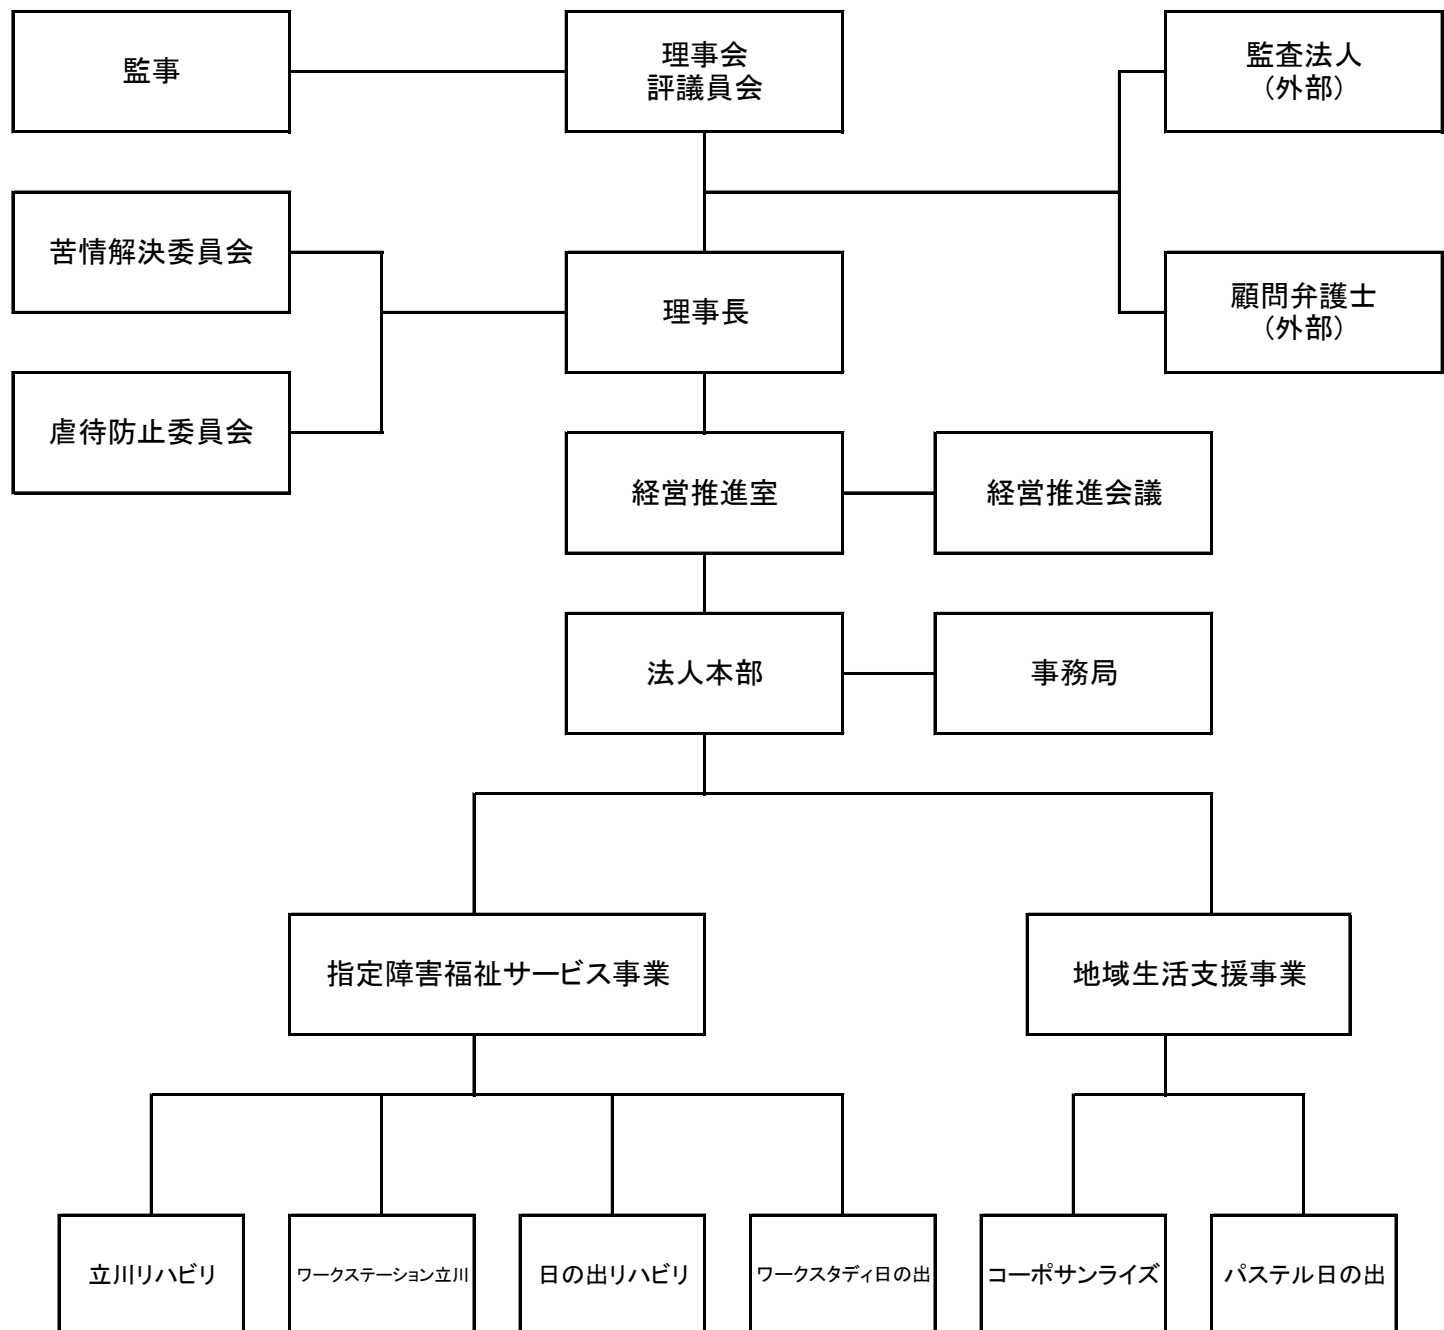 監事
理事会
評議員会
監査法人
（外部）
苦情解決委員会
理事長
顧問弁護士
（外部）
虐待防止委員会
経営推進室
経営推進会議
法人本部
事務局
指定障害福祉サービス事業
地域生活支援事業
立川リハビリ
ワークステーション立川
日の出リハビリ
ワークスタディ日の出
コーポサンライズ
パステル日の出